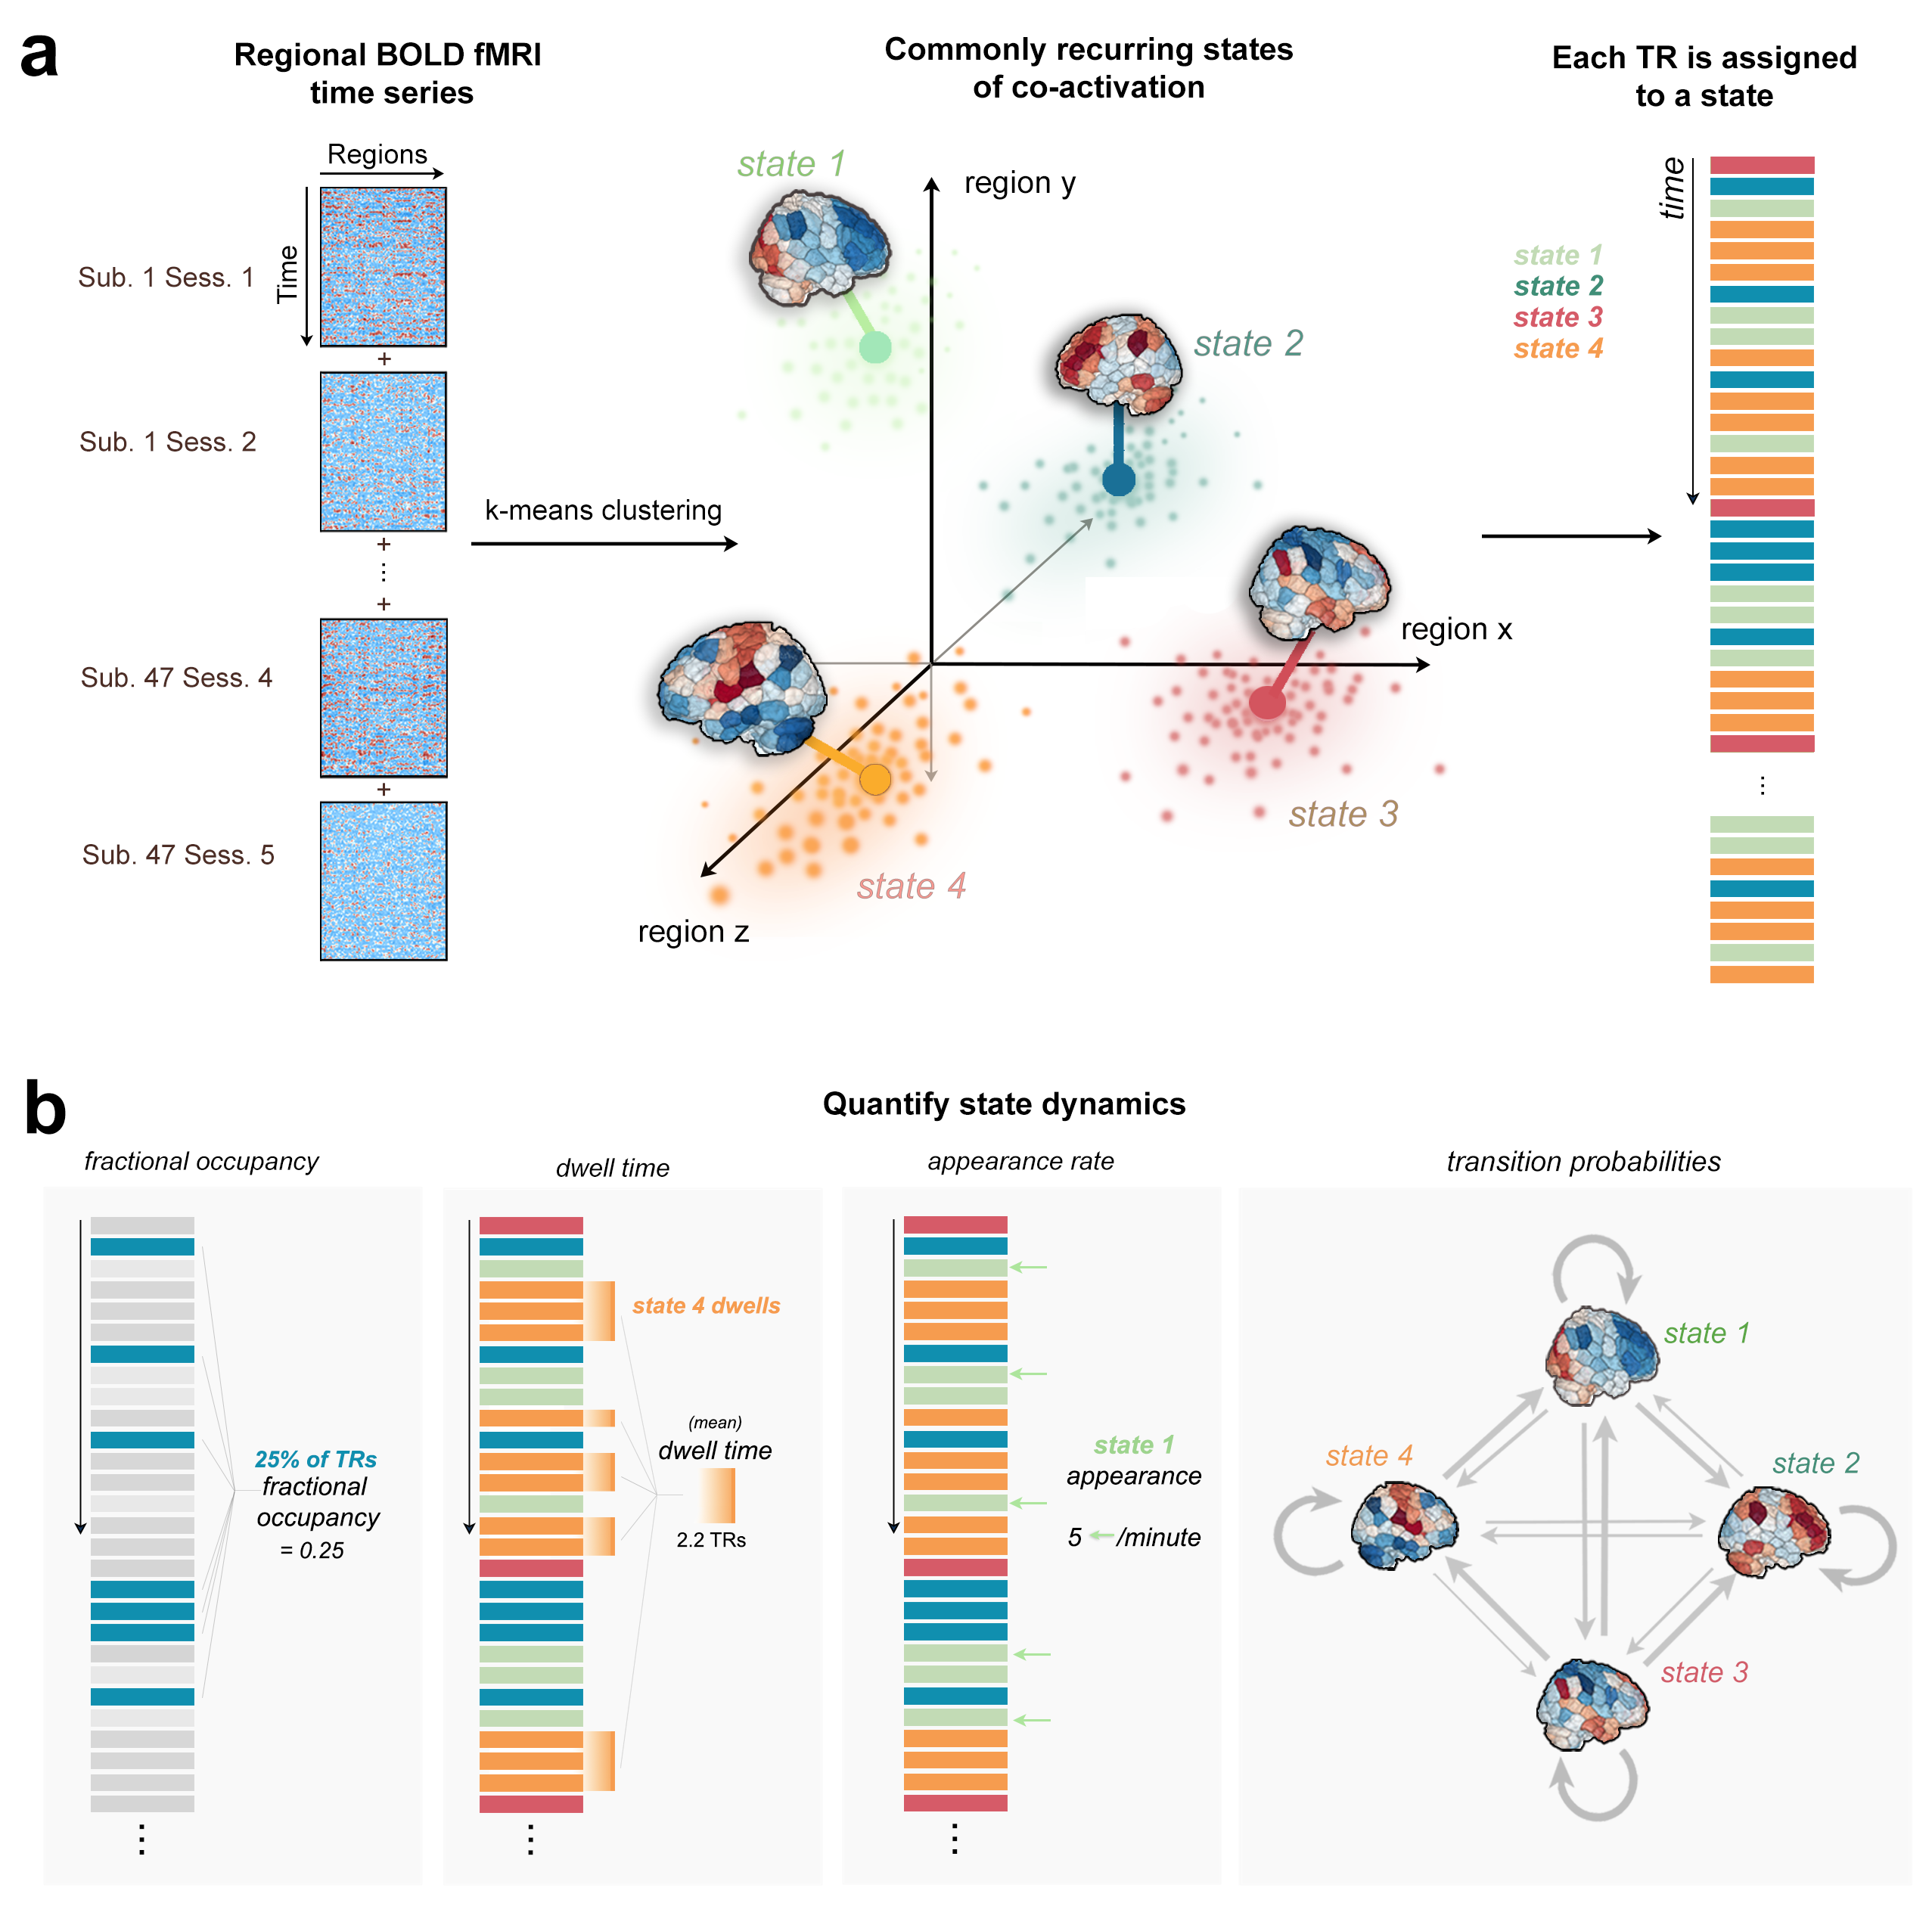 a
Regional BOLD fMRI
time series
Commonly recurring states
of co-activation
Each TR is assigned
to a state
Regions
Time
Sub. 1 Sess. 1
+
Sub. 1 Sess. 2
+
⋮
+
Sub. 47 Sess. 4
+
Sub. 47 Sess. 5
k-means clustering
state 1
region y
state 2
region x
state 3
state 4
region z
time
state 1
state 2
state 3
state 4
⋮
b
Quantify state dynamics
fractional occupancy
25% of TRs
fractional
occupancy
= 0.25
⋮
dwell time
state 4 dwells
(mean)
dwell time
2.2 TRs
⋮
appearance rate
state 1
appearance
5 ← /minute
⋮
transition probabilities
state 1
state 4
state 2
state 3